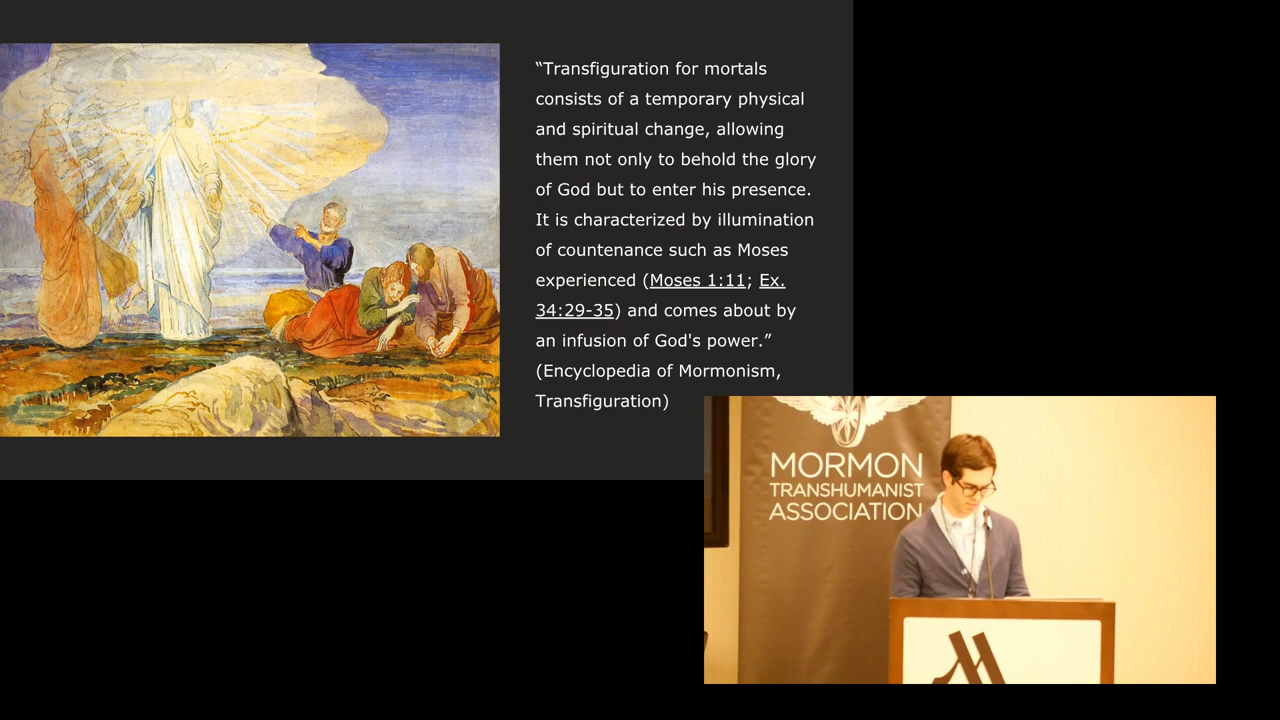 “Transfiguration for mortals
consists of a temporary physical
and spiritual change, allowing
them not only to behold the glory
of God but to enter his presence.
It is characterized by illumination
of countenance such as Moses
experienced (Moses 1:11; Ex.
34:29-35) and comes about by
an infusion of God's power.”
(Encyclopedia of Mormonism,
Transfiguration)
MORMON
TRANSHUMANIST
ASSOCIATION